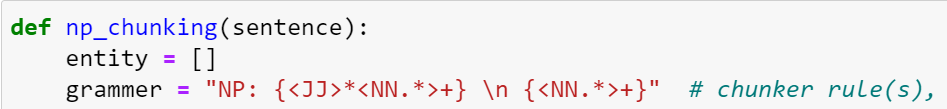 def np_chunking(sentence):
    entity = []
    grammer = "NP: {<JJ>*<NN.*>+} \n {<NN.*>+}"  # chunker rule(s),